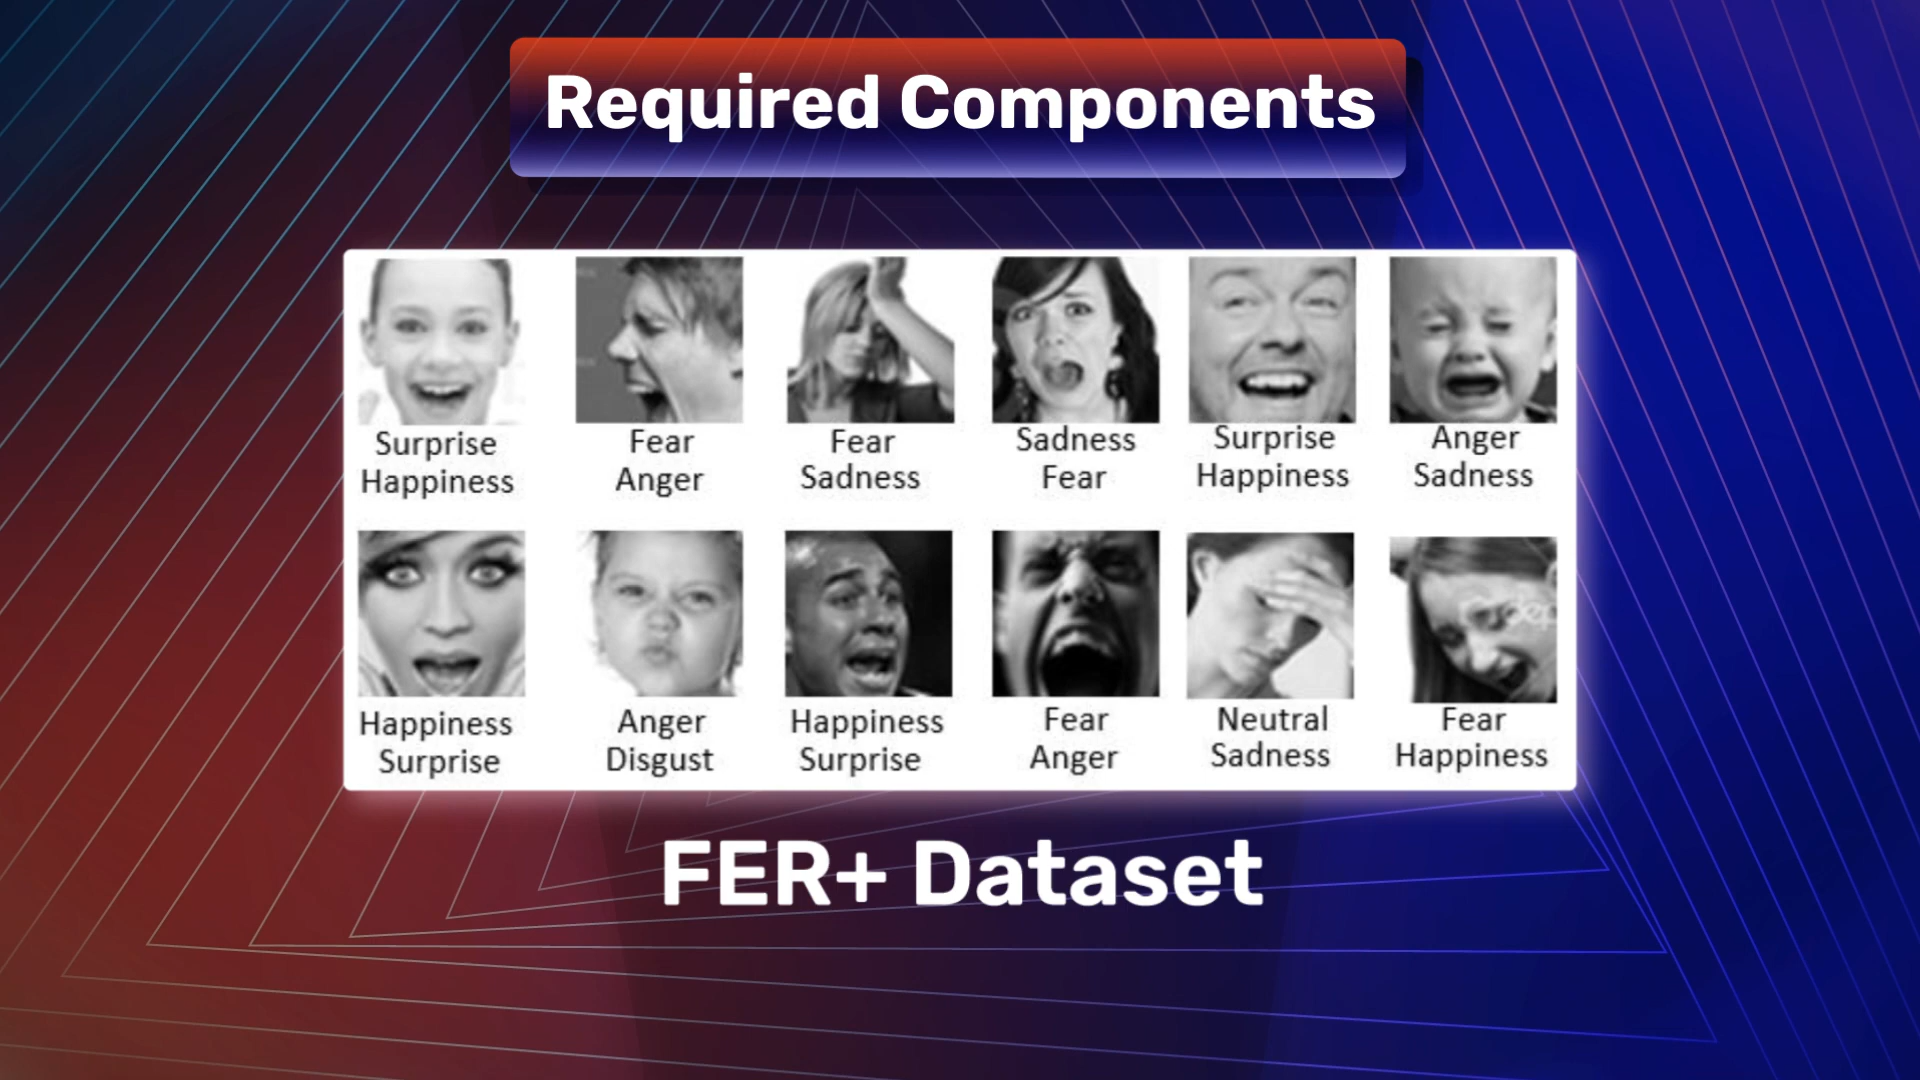 Required Components
Surprise
Happiness
Fear
Anger
Fear
Sadness
Sadness
Fear
Surprise
Happiness
Anger
Sadness
Happiness
Surprise
Anger
Disgust
Happiness
Surprise
Fear
Anger
Neutral
Sadness
Fear
Happiness
FER+ Dataset